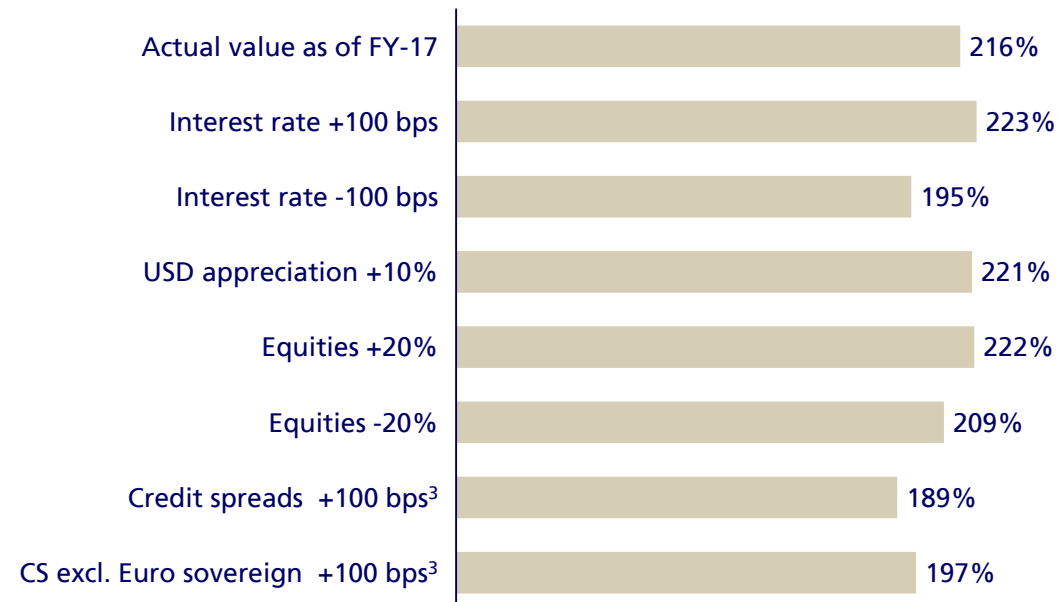 Actual value as of FY-17 216%
Interest rate +100 bps 223%
Interest rate -100 bps 195%
USD appreciation +10% 221%
Equities +20% 222%
Equities -20% 209%
Credit spreads +100 bps³ 189%
CS excl. Euro sovereign +100 bps³ 197%